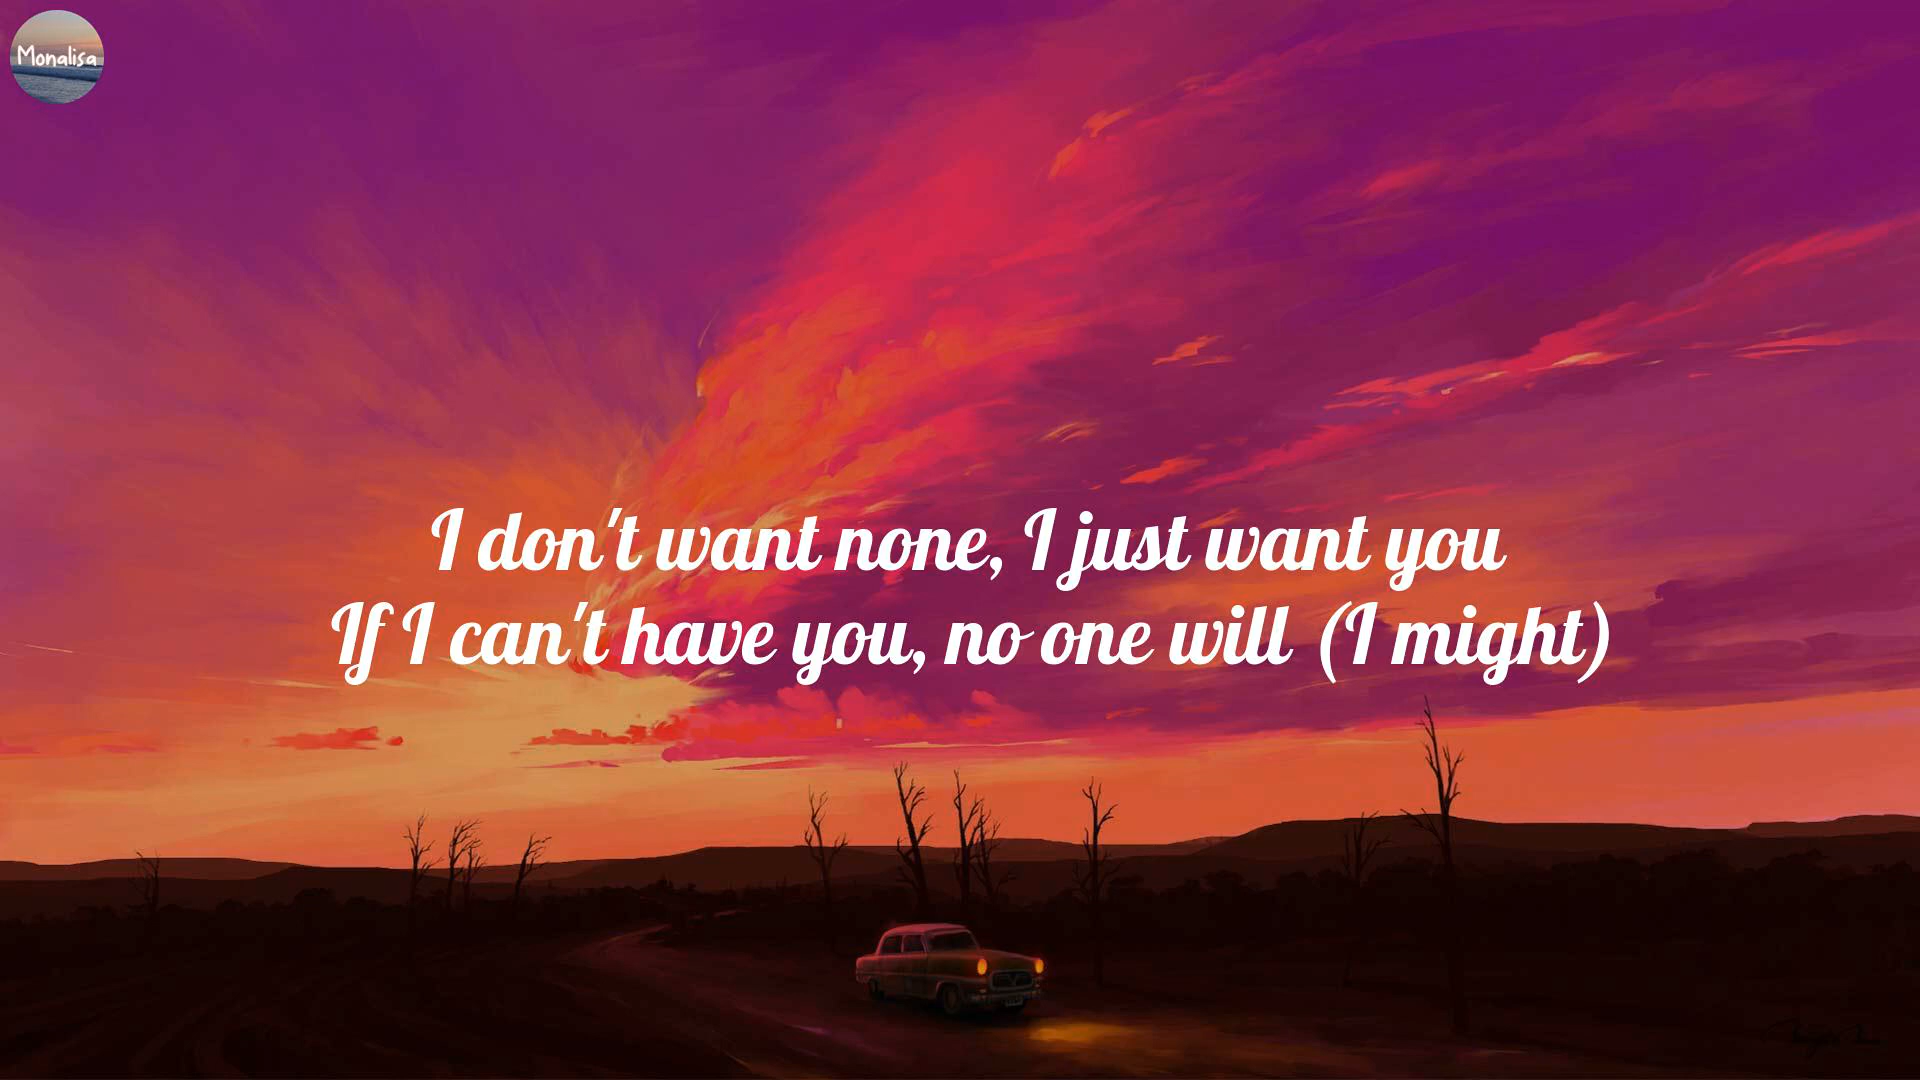 Monalisa
I don't want none, I just want you
If I can't have you, no one will (I might)